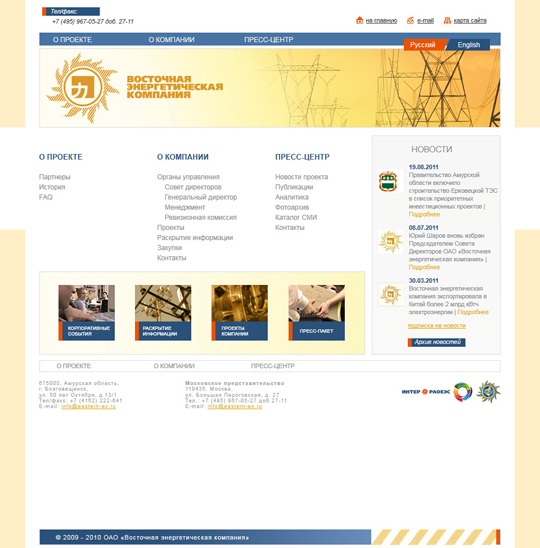 Тел/факс:
+7 (495) 967-05-27 доб. 27-11
на главную
e-mail
карта сайта
О ПРОЕКТЕ
О КОМПАНИИ
ПРЕСС-ЦЕНТР
Русский
English
力
ВОСТОЧНАЯ
ЭНЕРГЕТИЧЕСКАЯ
КОМПАНИЯ
О ПРОЕКТЕ
Партнеры
История
FAQ
О КОМПАНИИ
Органы управления
Совет директоров
Генеральный директор
Менеджмент
Ревизионная комиссия
Проекты
Раскрытие информации
Закупки
Контакты
ПРЕСС-ЦЕНТР
Новости проекта
Публикации
Аналитика
Фотоархив
Каталог СМИ
Контакты
НОВОСТИ
19.08.2011
Правительство Амурской
области включило
строительство Ерковецкой ТЭС
в список приоритетных
инвестиционных проектов |
Подробнее
08.07.2011
Юрий Шаров вновь избран
Председателем Совета
Директоров ОАО «Восточная
энергетическая компания» |
Подробнее
30.03.2011
Восточная энергетическая
компания экспортировала в
Китай более 2 млрд кВтч
электроэнергии | Подробнее
подписка на новости
Архив новостей
КОРПОРАТИВНЫЕ
СОБЫТИЯ
РАСКРЫТИЕ
ИНФОРМАЦИИ
ПРОЕКТЫ
КОМПАНИИ
ПРЕСС-ПАКЕТ
О ПРОЕКТЕ
О КОМПАНИИ
ПРЕСС-ЦЕНТР
675000, Амурская область,
г. Благовещенск,
ул. 50 лет Октября, д.13/1
Тел/факс: +7 (4162) 222-641
E-mail: info@eastern-ec.ru
Московское представительство
119435, Москва,
ул. Большая Пироговская, д. 27
Тел.: +7 (495) 967-05-27 доб 27-11
E-mail: info@eastern-ec.ru
ИНТЕР РАО ЕЭС
© 2009 - 2010 ОАО «Восточная энергетическая компания»